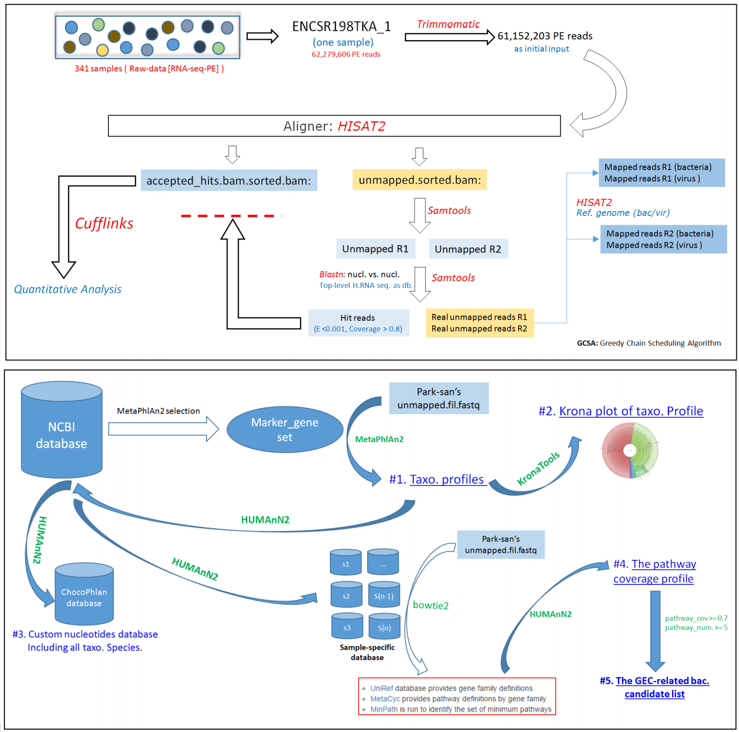 ENCSR198TKA_1
(one sample)
62,279,606 PE reads
Trimmomatic
61,152,203 PE reads
as initial input
341 samples ( Raw-data [RNA-seq-PE] )
Aligner: HISAT2
accepted_hits.bam.sorted.bam:
unmapped.sorted.bam:
Mapped reads R1 (bacteria)
Mapped reads R1 (virus )
HISAT2
Ref. genome (bac/vir)
Cufflinks
Samtools
Mapped reads R2 (bacteria)
Mapped reads R2 (virus )
Unmapped R1
Unmapped R2
Blastn: nucl. vs. nucl.
Top-level H.RNA seq. as db.
Samtools
Quantitative Analysis
Hit reads
(E <0.001, Coverage > 0.8)
Real unmapped reads R1
Real unmapped reads R2
GCSA: Greedy Chain Scheduling Algorithm
NCBI
database
MetaPhlAn2 selection
Marker_gene
set
Park-san's
unmapped.fil.fastq
MetaPhlAn2
#2. Krona plot of taxo. Profile
KronaTools
#1. Taxo. profiles
HUMAnN2
HUMAnN2
HUMAnN2
ChocoPhlan
database
#3. Custom nucleotides database
Including all taxo. Species.
s1
...
s2
S(n-1)
s3
S(n)
Sample-specific
database
Park-san's
unmapped.fil.fastq
bowtie2
HUMAnN2
#4. The pathway
coverage profile
pathway_cov >= 0.7
pathway_num. >= 5
#5. The GEC-related bac.
candidate list
UniRef database provides gene family definitions
MetaCyc provides pathway definitions by gene family
MinPath is run to identify the set of minimum pathways